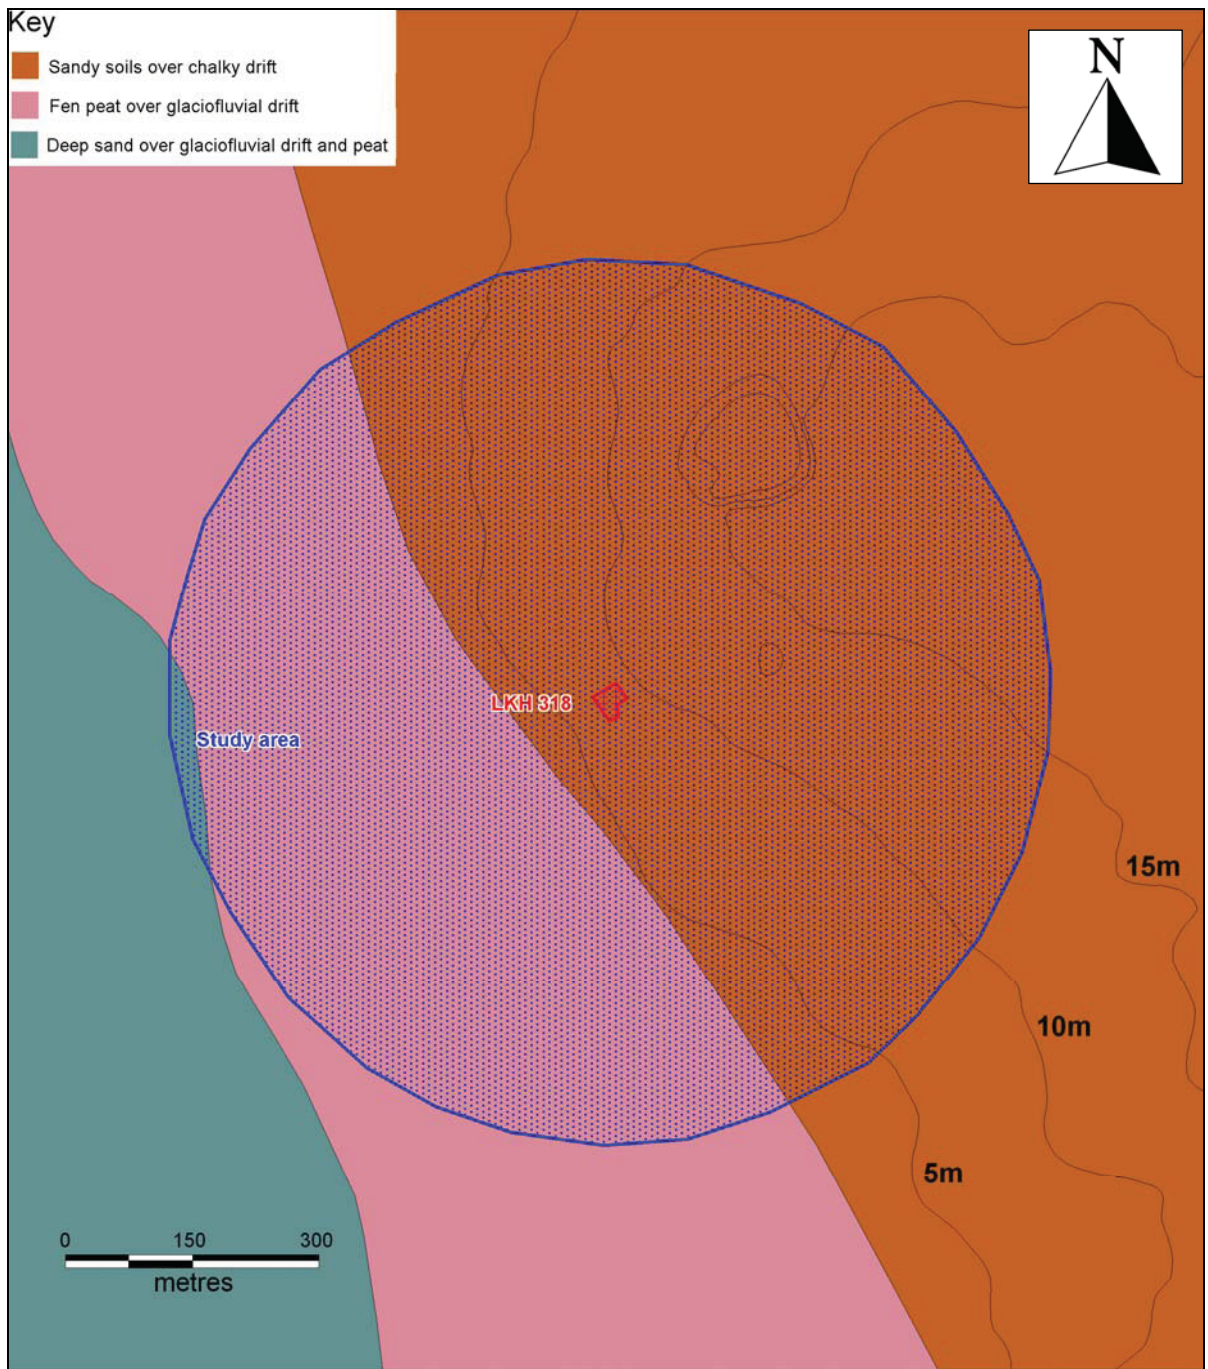 Key
Sandy soils over chalky drift
Fen peat over glaciofluvial drift
Deep sand over glaciofluvial drift and peat
N
LKH 318
Study area
15m
10m
5m
0 150 300
metres